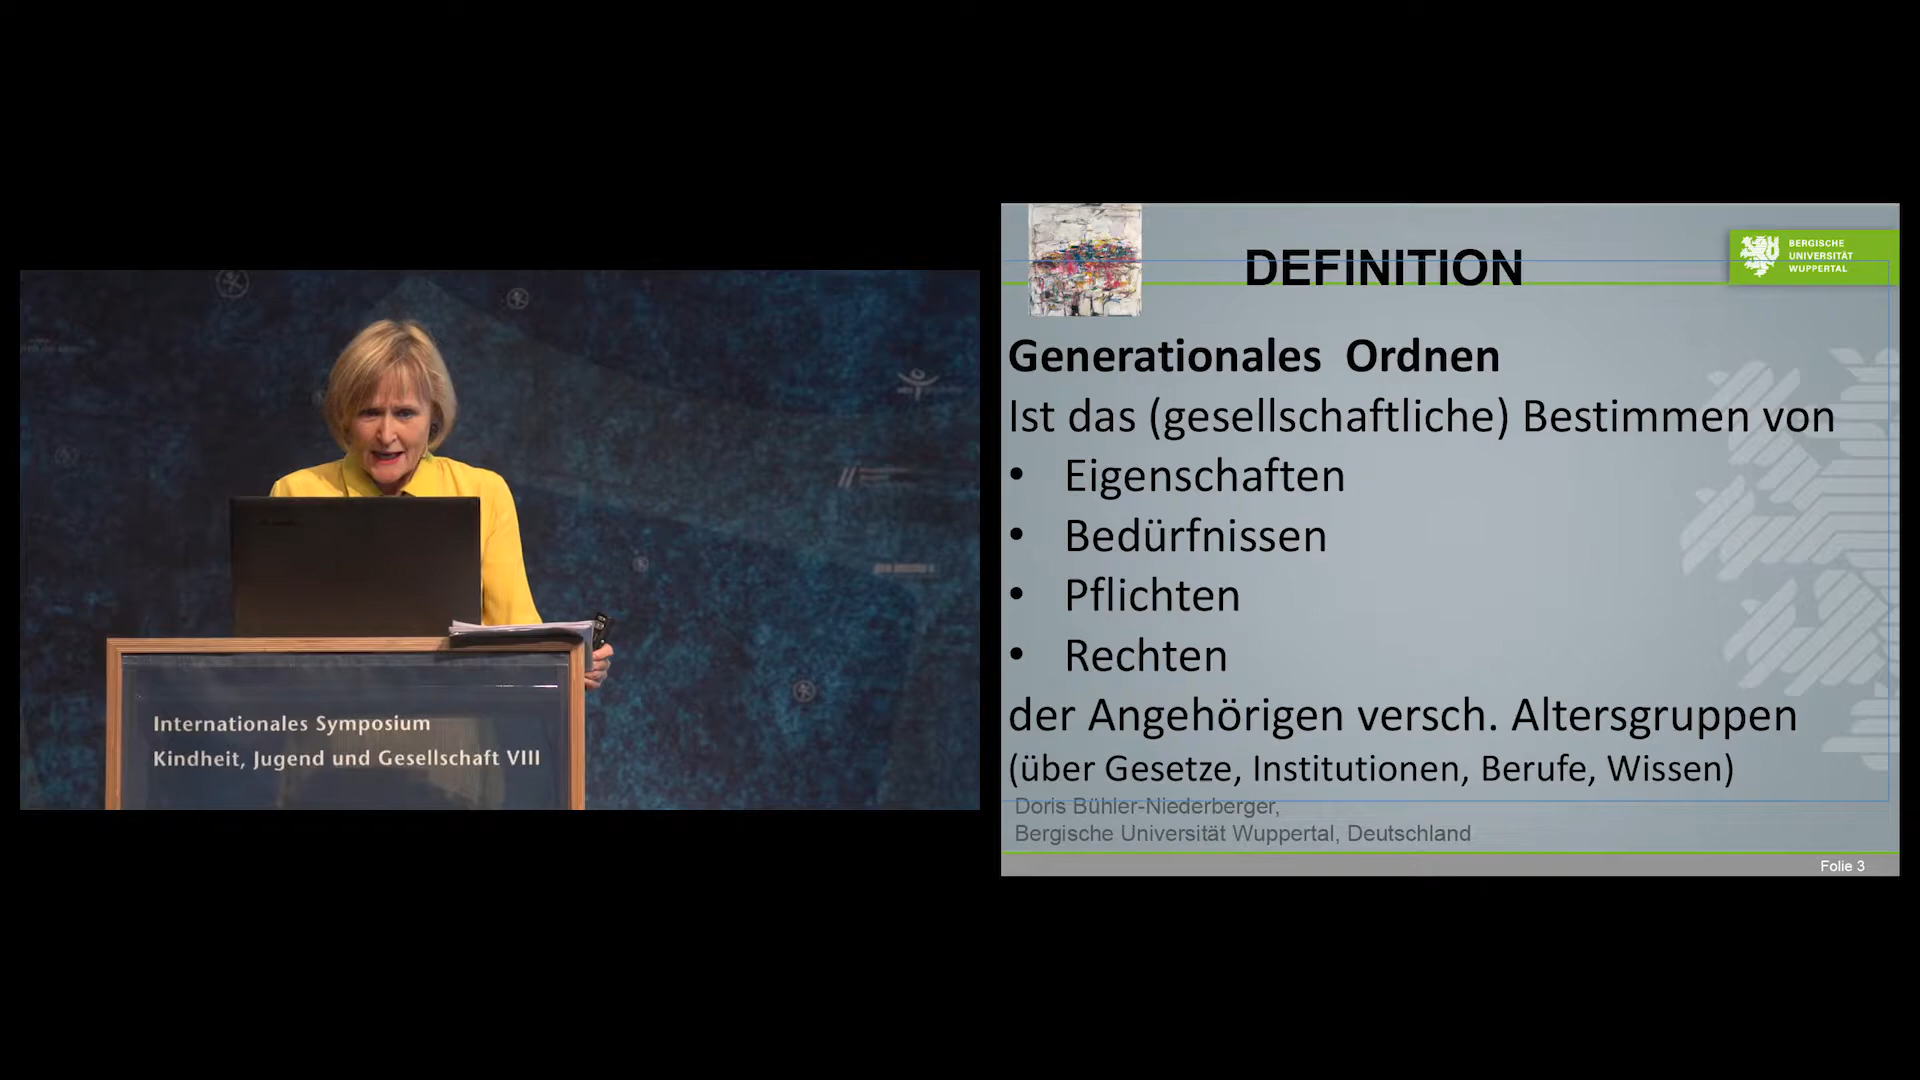 Internationales Symposium
Kindheit, Jugend und Gesellschaft VIII
DEFINITION
BERGISCHE
UNIVERSITÄT
WUPPERTAL
Generationales Ordnen
Ist das (gesellschaftliche) Bestimmen von
• Eigenschaften
• Bedürfnissen
• Pflichten
• Rechten
der Angehörigen versch. Altersgruppen
(über Gesetze, Institutionen, Berufe, Wissen)
Doris Bühler-Niederberger,
Bergische Universität Wuppertal, Deutschland
Folie 3